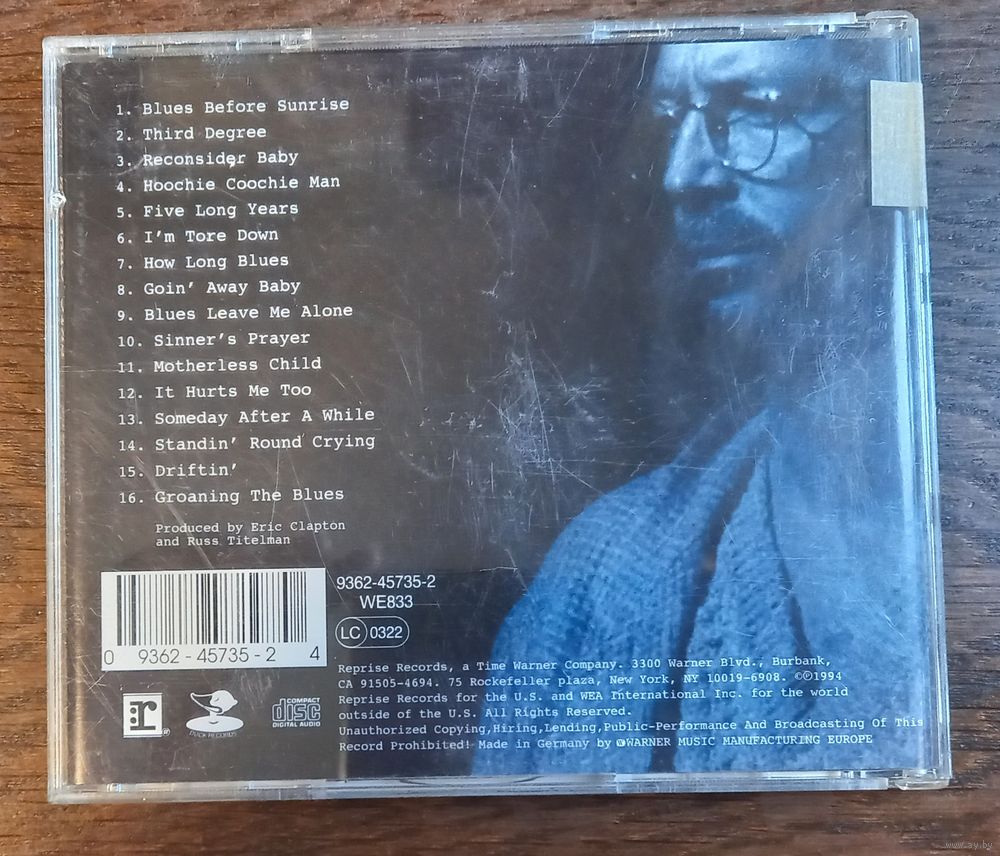 1. Blues Before Sunrise
2. Third Degree
3. Reconsider Baby
4. Hoochie Coochie Man
5. Five Long Years
6. I'm Tore Down
7. How Long Blues
8. Goin' Away Baby
9. Blues Leave Me Alone
10. Sinner's Prayer
11. Motherless Child
12. It Hurts Me Too
13. Someday After A While
14. Standin' Round Crying
15. Driftin'
16. Groaning The Blues
Produced by Eric Clapton
and Russ Titelman
9362-45735-2
WE833
LC 0322
0 9362-45735-2 4
r®
DUCK RECORDS
COMPACT
disc
DIGITAL AUDIO
Reprise Records, a Time Warner Company. 3300 Warner Blvd., Burbank,
CA 91505-4694. 75 Rockefeller plaza, New York, NY 10019-6908. ©℗1994
Reprise Records for the U.S. and WEA International Inc. for the world
outside of the U.S. All Rights Reserved.
Unauthorized Copying,Hiring,Lending,Public-Performance And Broadcasting Of This
Record Prohibited! Made in Germany by WARNER MUSIC MANUFACTURING EUROPE
www.ay.by